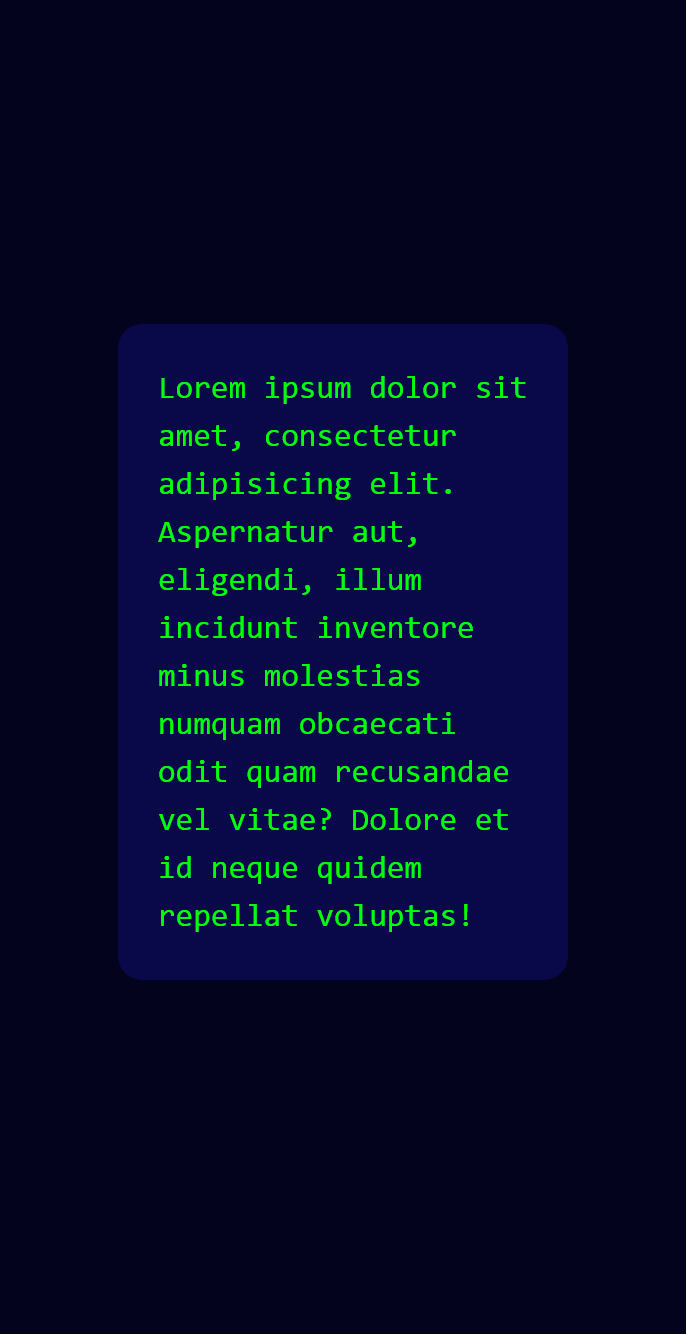 Lorem ipsum dolor sit
amet, consectetur
adipisicing elit.
Aspernatur aut,
eligendi, illum
incidunt inventore
minus molestias
numquam obcaecati
odit quam recusandae
vel vitae? Dolore et
id neque quidem
repellat voluptas!